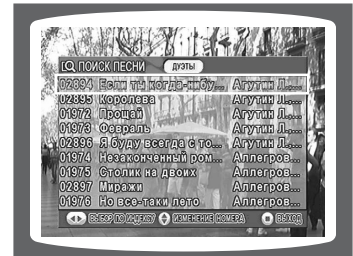 ПОИСК ПЕСНИ ДУЭТЫ
02894 Если ты когда-нибу... Агутин Л.,...
02895 Королева Агутин Л.,...
01972 Прощай Агутин Л.,...
01973 Февраль Агутин Л.,...
02896 Я буду всегда с то... Агутин Л.,...
01974 Незаконченный ром... Аллегров...
01975 Столик на двоих Аллегров...
02897 Миражи Аллегров...
01976 Но все-таки лето Аллегров...
ВЫБОР ПО ИНДЕКСУ ИЗМЕНЕНИЕ НОМЕРА ВЫХОД